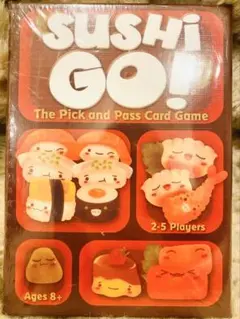 SUSHi
GO!
The Pick and Pass Card Game
2-5 Players
Ages 8+